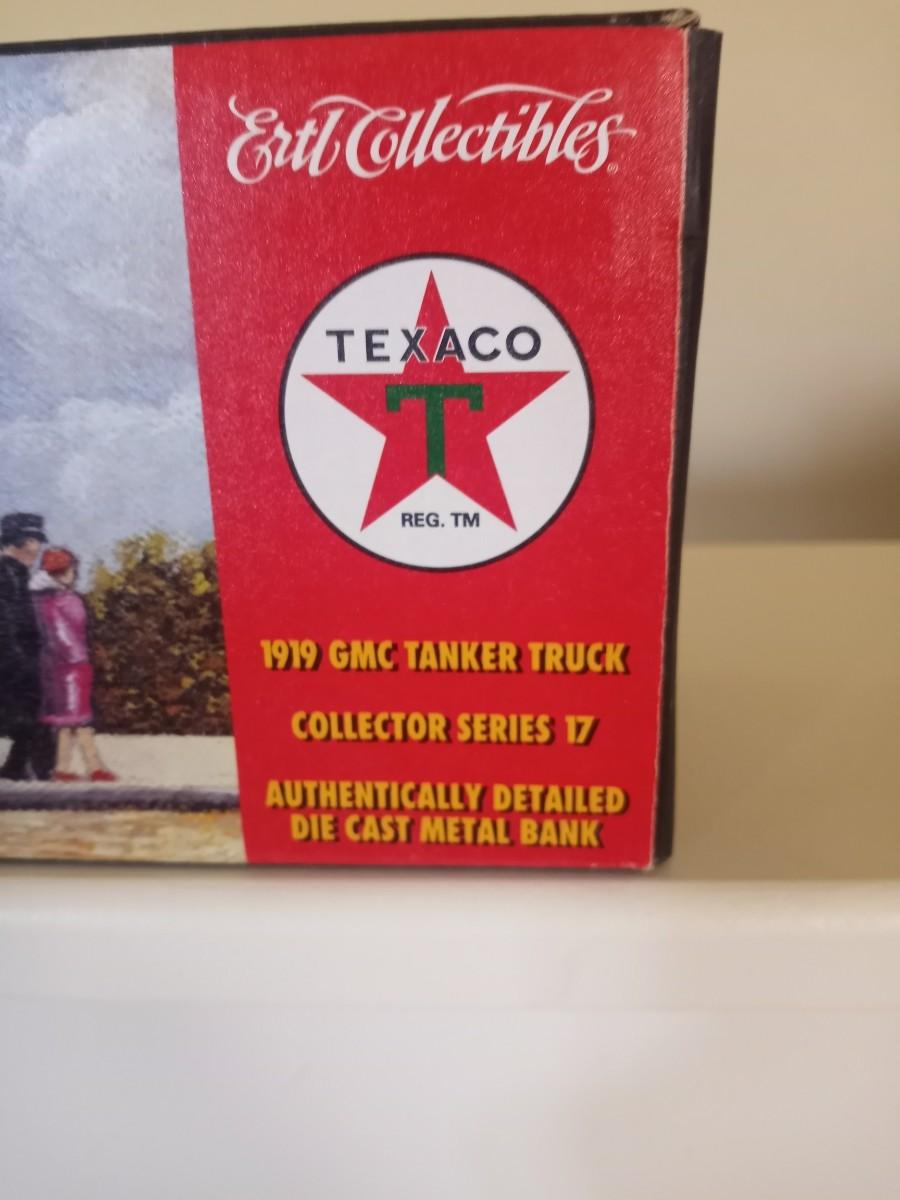 Ertl Collectibles®
TEXACO
T
REG. TM
1919 GMC TANKER TRUCK
COLLECTOR SERIES 17
AUTHENTICALLY DETAILED
DIE CAST METAL BANK